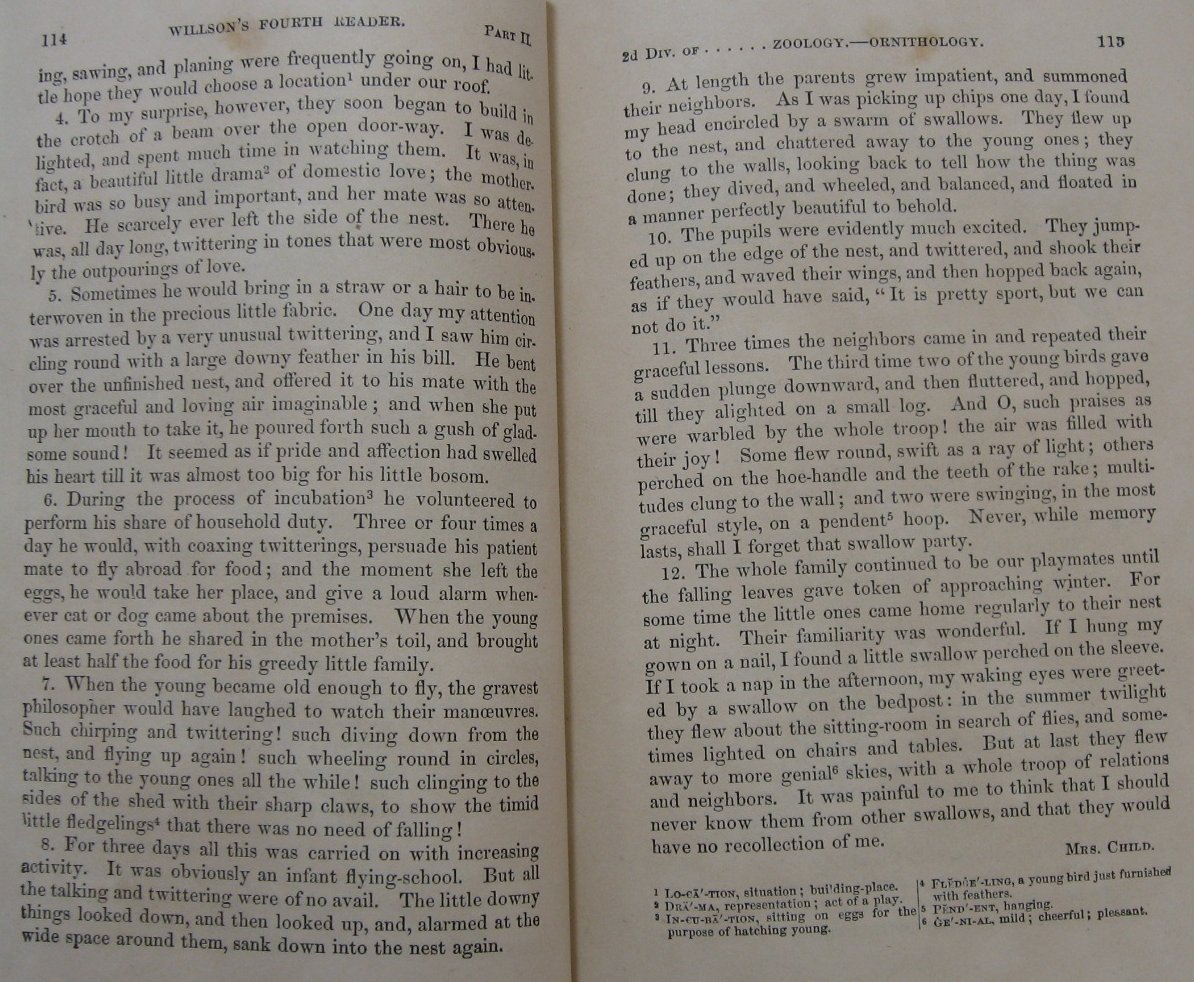 114
WILLSON'S FOURTH READER.
PART II.
ing, sawing, and planing were frequently going on, I had lit-
tle hope they would choose a location¹ under our roof.
4. To my surprise, however, they soon began to build in
the crotch of a beam over the open door-way. I was de-
lighted, and spent much time in watching them. It was, in
fact, a beautiful little drama² of domestic love; the mother-
bird was so busy and important, and her mate was so atten-
tive. He scarcely ever left the side of the nest. There he
was, all day long, twittering in tones that were most obvious-
ly the outpourings of love.
5. Sometimes he would bring in a straw or a hair to be in-
terwoven in the precious little fabric. One day my attention
was arrested by a very unusual twittering, and I saw him cir-
cling round with a large downy feather in his bill. He bent
over the unfinished nest, and offered it to his mate with the
most graceful and loving air imaginable; and when she put
up her mouth to take it, he poured forth such a gush of glad-
some sound! It seemed as if pride and affection had swelled
his heart till it was almost too big for his little bosom.
6. During the process of incubation³ he volunteered to
perform his share of household duty. Three or four times a
day he would, with coaxing twitterings, persuade his patient
mate to fly abroad for food; and the moment she left the
eggs, he would take her place, and give a loud alarm when-
ever cat or dog came about the premises. When the young
ones came forth he shared in the mother's toil, and brought
at least half the food for his greedy little family.
7. When the young became old enough to fly, the gravest
philosopher would have laughed to watch their manœuvres.
Such chirping and twittering! such diving down from the
nest, and flying up again! such wheeling round in circles,
talking to the young ones all the while! such clinging to the
sides of the shed with their sharp claws, to show the timid
little fledgelings⁴ that there was no need of falling!
8. For three days all this was carried on with increasing
activity. It was obviously an infant flying-school. But all
the talking and twittering were of no avail. The little downy
things looked down, and then looked up, and, alarmed at the
wide space around them, sank down into the nest again.
2d DIV. OF . . . . . . ZOOLOGY.—ORNITHOLOGY.
115
9. At length the parents grew impatient, and summoned
their neighbors. As I was picking up chips one day, I found
my head encircled by a swarm of swallows. They flew up
to the nest, and chattered away to the young ones; they
clung to the walls, looking back to tell how the thing was
done; they dived, and wheeled, and balanced, and floated in
a manner perfectly beautiful to behold.
10. The pupils were evidently much excited. They jump-
ed up on the edge of the nest, and twittered, and shook their
feathers, and waved their wings, and then hopped back again,
as if they would have said, "It is pretty sport, but we can
not do it."
11. Three times the neighbors came in and repeated their
graceful lessons. The third time two of the young birds gave
a sudden plunge downward, and then fluttered, and hopped,
till they alighted on a small log. And O, such praises as
were warbled by the whole troop! the air was filled with
their joy! Some flew round, swift as a ray of light; others
perched on the hoe-handle and the teeth of the rake; multi-
tudes clung to the wall; and two were swinging, in the most
graceful style, on a pendent⁵ hoop. Never, while memory
lasts, shall I forget that swallow party.
12. The whole family continued to be our playmates until
the falling leaves gave token of approaching winter. For
some time the little ones came home regularly to their nest
at night. Their familiarity was wonderful. If I hung my
gown on a nail, I found a little swallow perched on the sleeve.
If I took a nap in the afternoon, my waking eyes were greet-
ed by a swallow on the bedpost: in the summer twilight
they flew about the sitting-room in search of flies, and some-
times lighted on chairs and tables. But at last they flew
away to more genial⁶ skies, with a whole troop of relations
and neighbors. It was painful to me to think that I should
never know them from other swallows, and that they would
have no recollection of me.
MRS. CHILD.
¹ LO-CĀ'-TION, situation; building-place.
² DRĀ'-MA, representation; act of a play.
³ IN-CU-BĀ'-TION, sitting on eggs for the
purpose of hatching young.
⁴ FLĔDGE'-LING, a young bird just furnished
with feathers.
⁵ PĔND'-ENT, hanging.
⁶ ĠE'-NI-AL, mild; cheerful; pleasant.